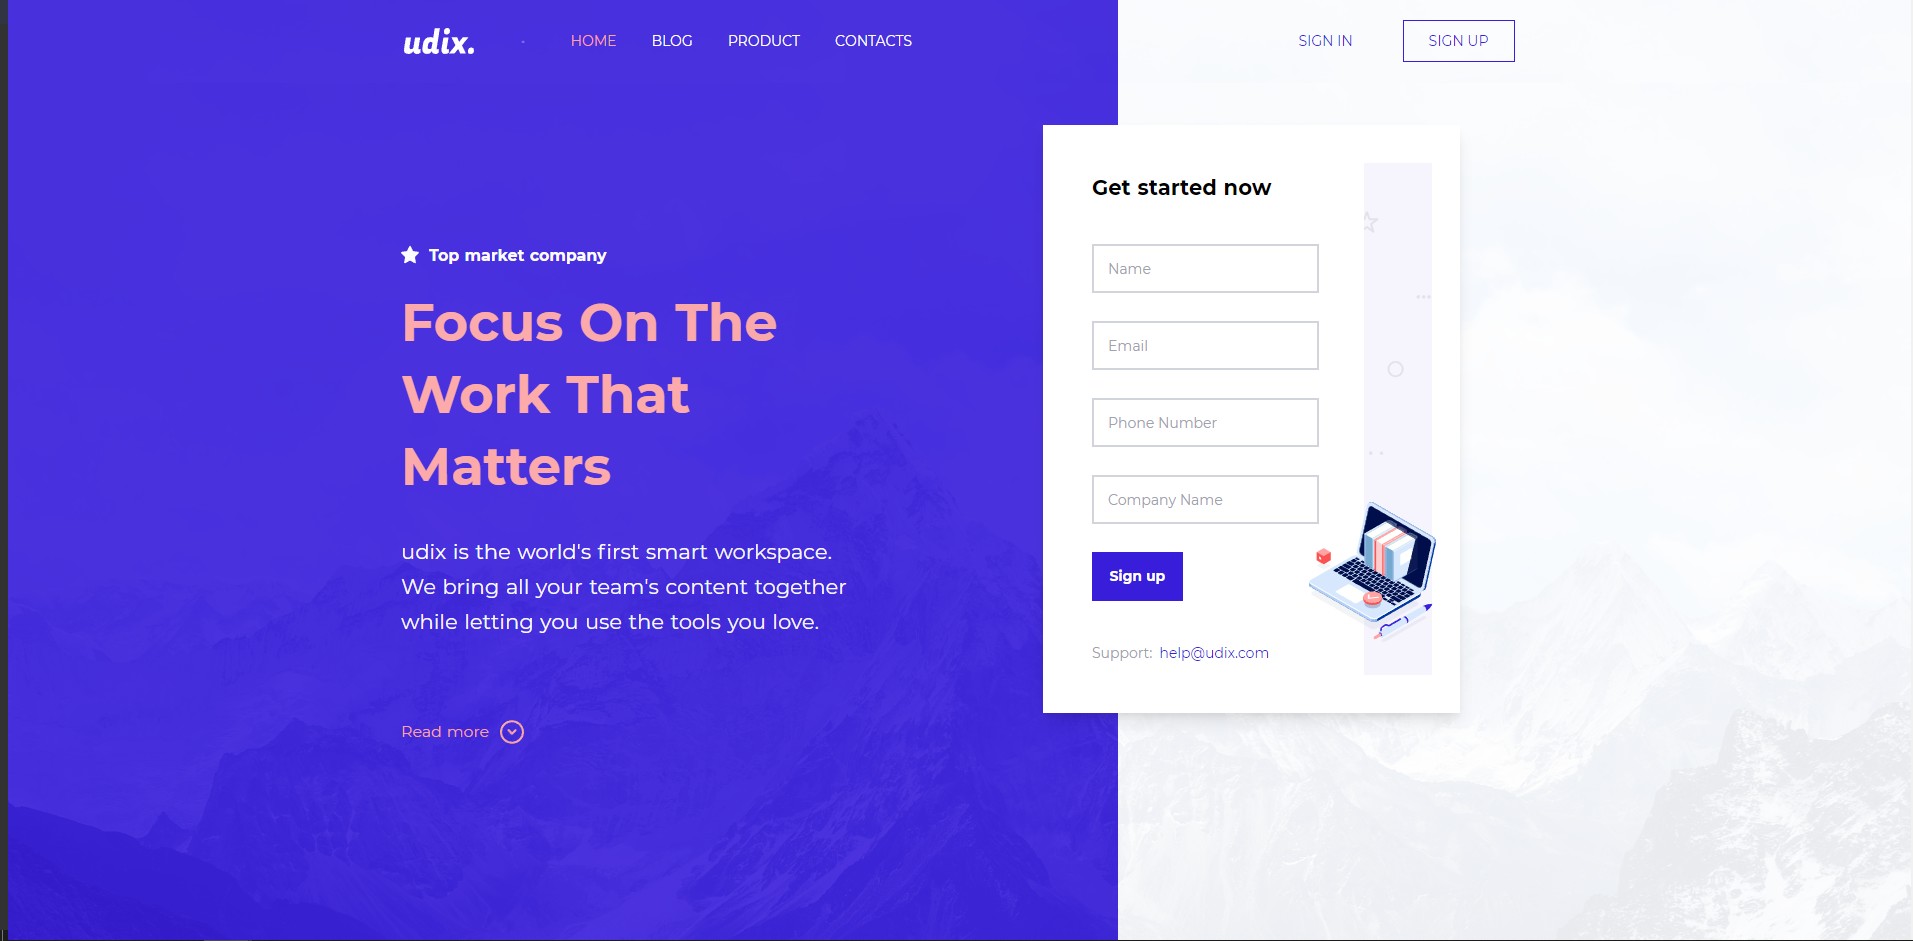 udix.
HOME BLOG PRODUCT CONTACTS
SIGN IN
SIGN UP
Top market company
Focus On The
Work That
Matters
udix is the world's first smart workspace.
We bring all your team's content together
while letting you use the tools you love.
Read more
Get started now
Name
Email
Phone Number
Company Name
Sign up
Support: help@udix.com